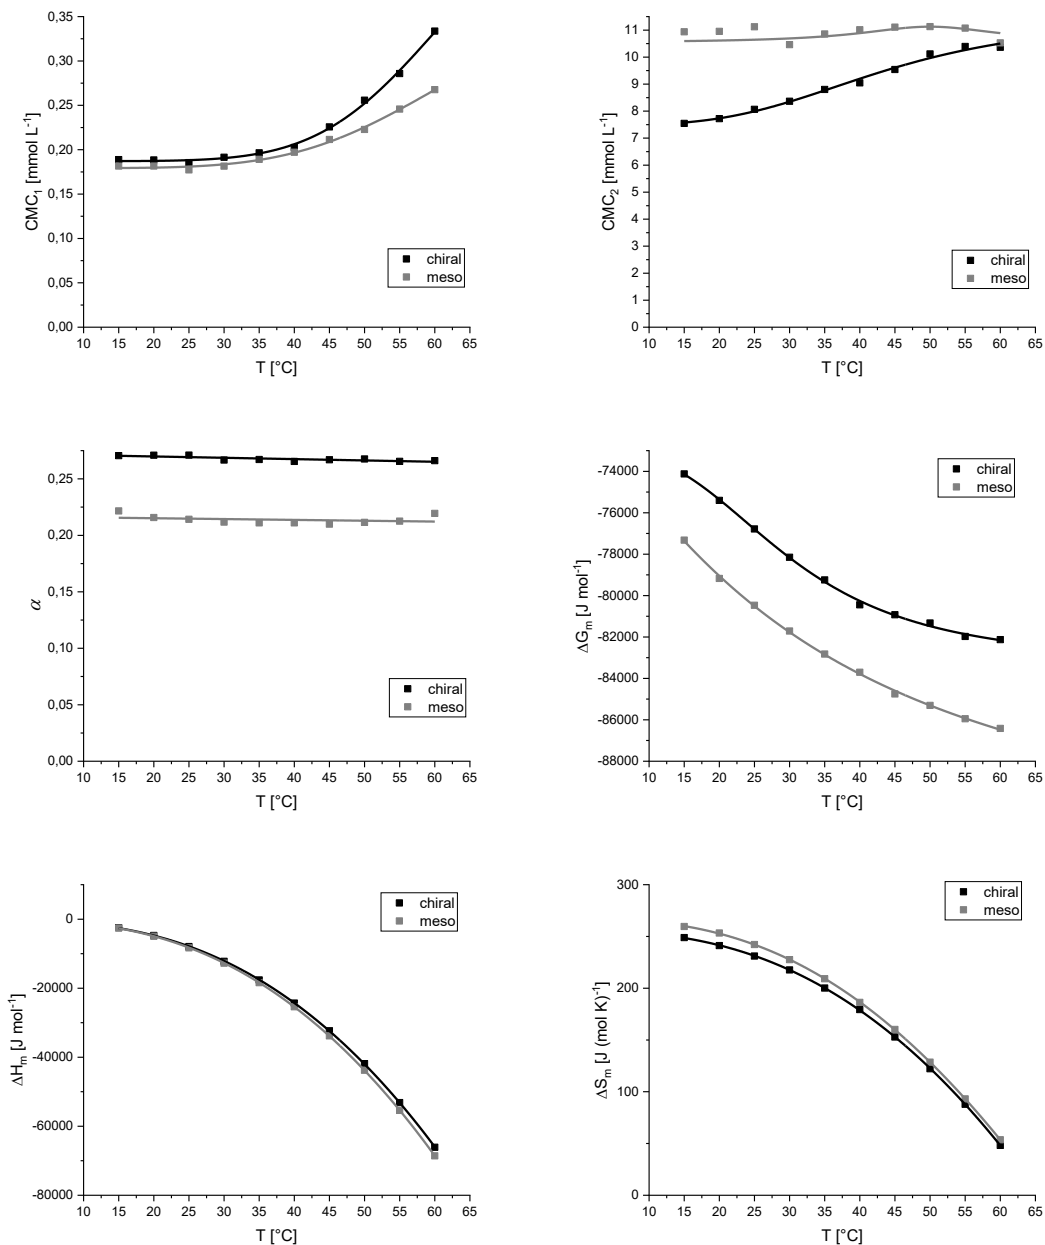 0,35
0,30
0,25
0,20
0,15
0,10
0,05
0,00
CMC₁ [mmol L⁻¹]
chiral
meso
10 15 20 25 30 35 40 45 50 55 60 65
T [°C]
11
10
9
8
7
6
5
4
3
2
1
0
CMC₂ [mmol L⁻¹]
chiral
meso
10 15 20 25 30 35 40 45 50 55 60 65
T [°C]
0,25
0,20
0,15
0,10
0,05
0,00
α
chiral
meso
10 15 20 25 30 35 40 45 50 55 60 65
T [°C]
-74000
-76000
-78000
-80000
-82000
-84000
-86000
-88000
ΔGₘ [J mol⁻¹]
chiral
meso
10 15 20 25 30 35 40 45 50 55 60 65
T [°C]
0
-20000
-40000
-60000
-80000
ΔHₘ [J mol⁻¹]
chiral
meso
10 15 20 25 30 35 40 45 50 55 60 65
T [°C]
300
200
100
0
ΔSₘ [J (mol K)⁻¹]
chiral
meso
10 15 20 25 30 35 40 45 50 55 60 65
T [°C]